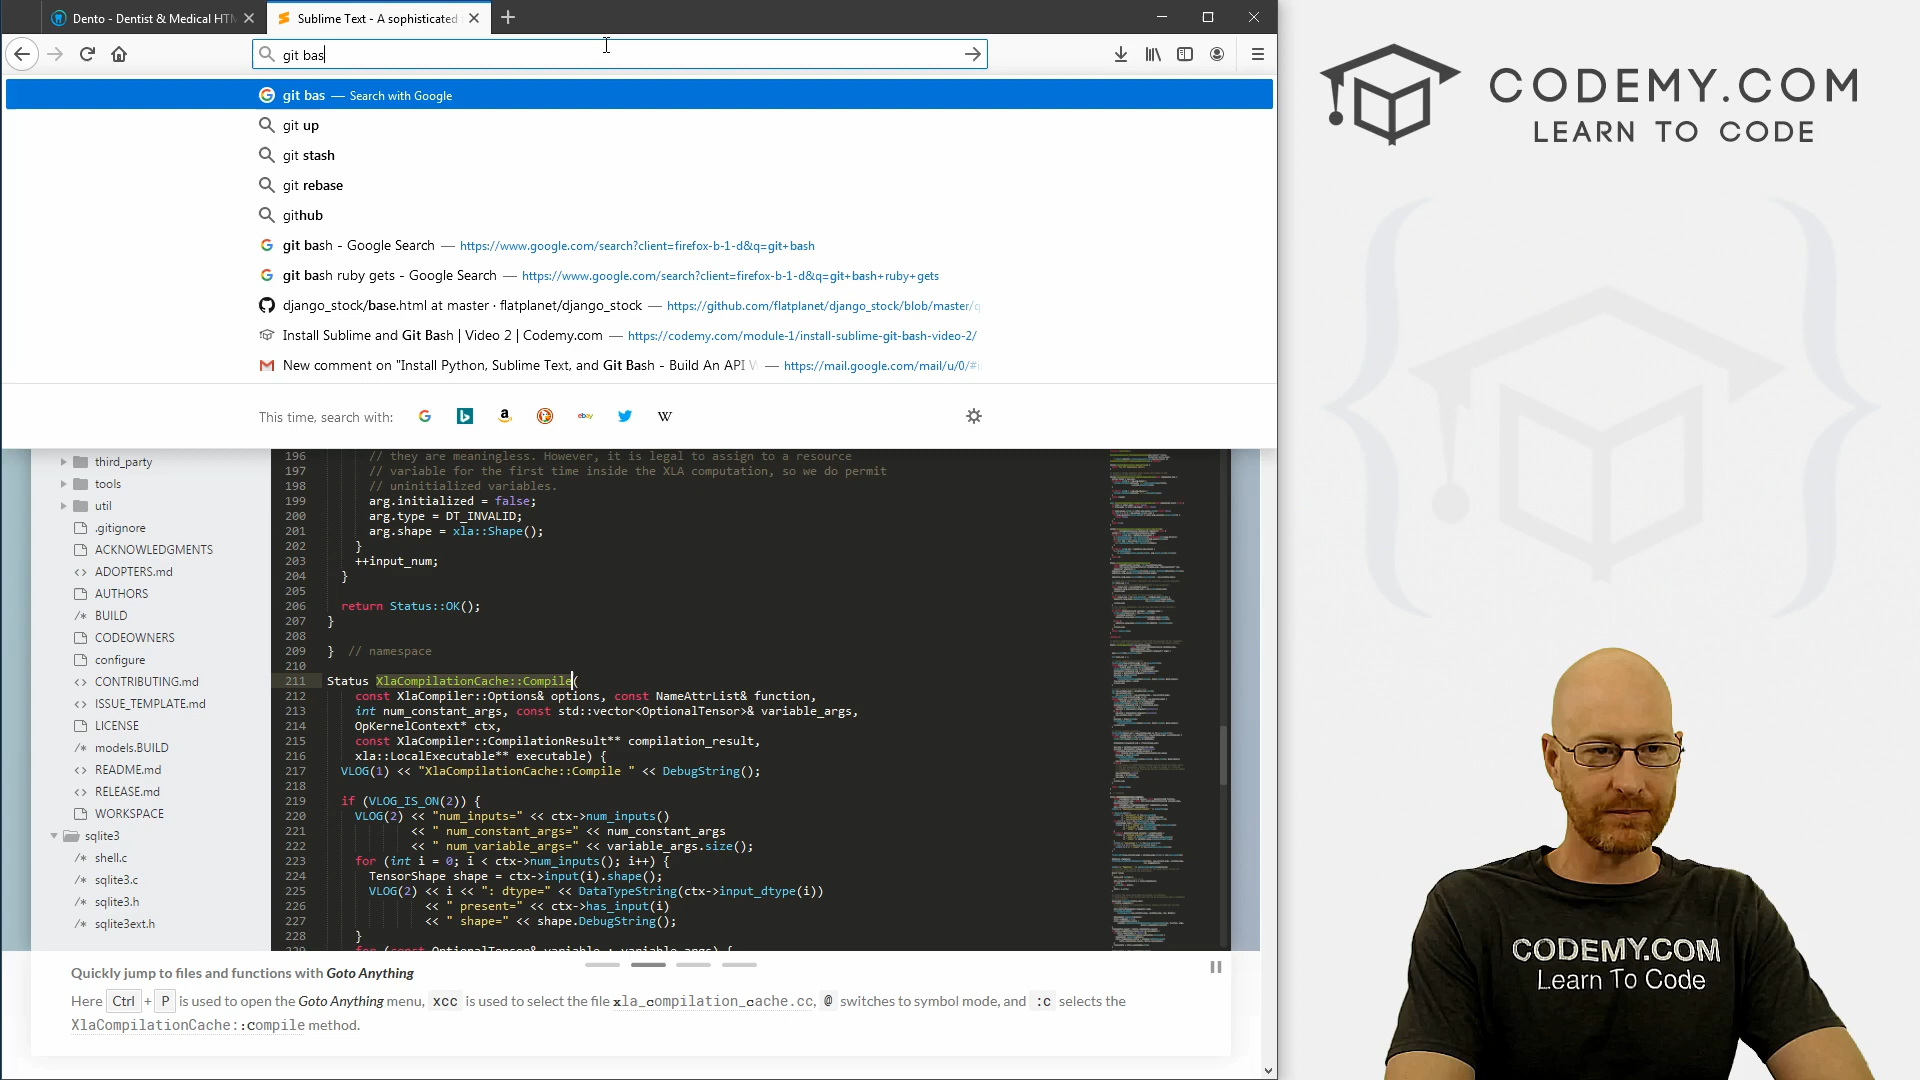 Dento - Dentist & Medical HTM
Sublime Text - A sophisticated
git bas
git bas — Search with Google
git up
git stash
git rebase
github
git bash - Google Search — https://www.google.com/search?client=firefox-b-1-d&q=git+bash
git bash ruby gets - Google Search — https://www.google.com/search?client=firefox-b-1-d&q=git+bash+ruby+gets
django_stock/base.html at master · flatplanet/django_stock — https://github.com/flatplanet/django_stock/blob/master/
Install Sublime and Git Bash | Video 2 | Codemy.com — https://codemy.com/module-1/install-sublime-git-bash-video-2/
New comment on "Install Python, Sublime Text, and Git Bash - Build An API W — https://mail.google.com/mail/u/0/#
This time, search with:
ebay
W
third_party
tools
util
.gitignore
ACKNOWLEDGMENTS
ADOPTERS.md
AUTHORS
BUILD
CODEOWNERS
configure
CONTRIBUTING.md
ISSUE_TEMPLATE.md
LICENSE
models.BUILD
README.md
RELEASE.md
WORKSPACE
sqlite3
shell.c
sqlite3.c
sqlite3.h
sqlite3ext.h
196 // they are meaningless. However, it is legal to assign to a resource
197 // variable for the first time inside the XLA computation, so we do permit
198 // uninitialized variables.
199 arg.initialized = false;
200 arg.type = DT_INVALID;
201 arg.shape = xla::Shape();
202 }
203 ++input_num;
204 }
205
206 return Status::OK();
207 }
208
209 } // namespace
210
211 Status XlaCompilationCache::Compile(
212 const XlaCompiler::Options& options, const NameAttrList& function,
213 int num_constant_args, const std::vector<OptionalTensor>& variable_args,
214 OpKernelContext* ctx,
215 const XlaCompiler::CompilationResult** compilation_result,
216 xla::LocalExecutable** executable) {
217 VLOG(1) << "XlaCompilationCache::Compile " << DebugString();
218
219 if (VLOG_IS_ON(2)) {
220 VLOG(2) << "num_inputs=" << ctx->num_inputs()
221 << " num_constant_args=" << num_constant_args
222 << " num_variable_args=" << variable_args.size();
223 for (int i = 0; i < ctx->num_inputs(); i++) {
224 TensorShape shape = ctx->input(i).shape();
225 VLOG(2) << i << ": dtype=" << DataTypeString(ctx->input_dtype(i))
226 << " present=" << ctx->has_input(i)
227 << " shape=" << shape.DebugString();
228 }
229 for (const OptionalTensor& variable : variable_args) {
Quickly jump to files and functions with Goto Anything
Here Ctrl + P is used to open the Goto Anything menu, xcc is used to select the file xla_compilation_cache.cc, @ switches to symbol mode, and :c selects the
XlaCompilationCache::Compile method.
CODEMY.COM
LEARN TO CODE
CODEMY.COM
Learn To Code